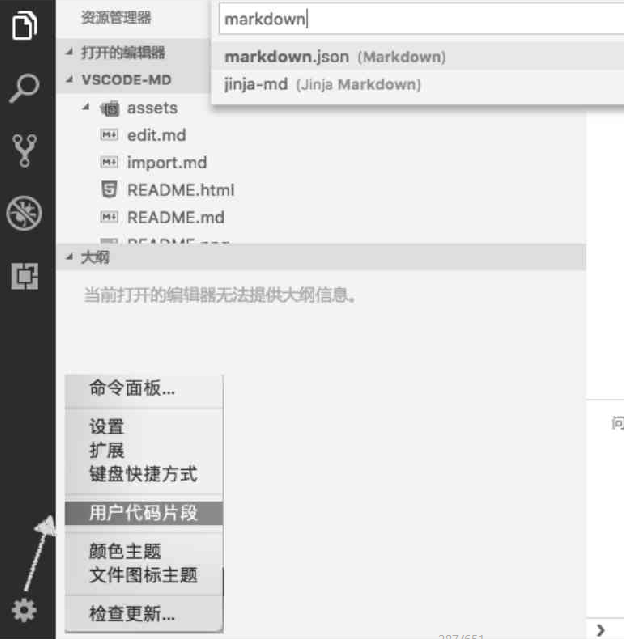 资源管理器
markdown
打开的编辑器
markdown.json (Markdown)
VSCODE-MD
jinja-md (Jinja Markdown)
assets
edit.md
import.md
README.html
README.md
大纲
当前打开的编辑器无法提供大纲信息。
命令面板...
设置
扩展
键盘快捷方式
用户代码片段
颜色主题
文件图标主题
检查更新...
问